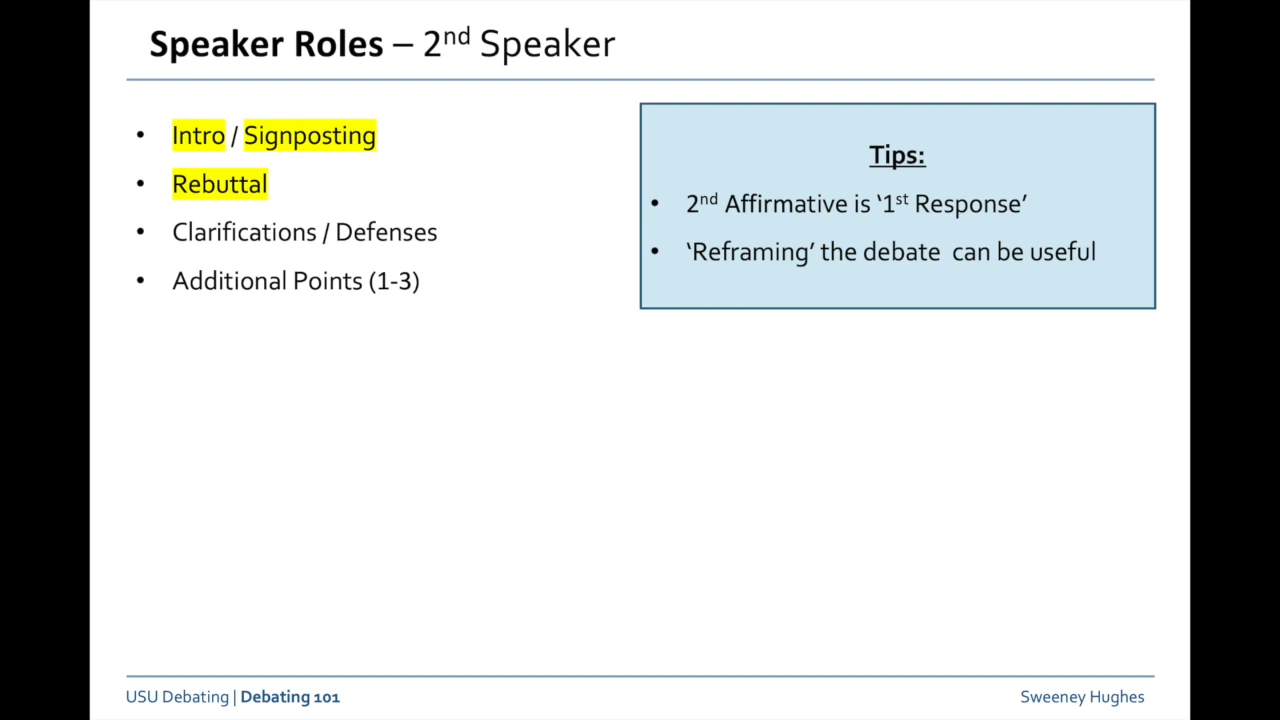 Speaker Roles – 2nd Speaker
• Intro / Signposting
• Rebuttal
• Clarifications / Defenses
• Additional Points (1-3)
Tips:
• 2nd Affirmative is ‘1st Response’
• ‘Reframing’ the debate  can be useful
USU Debating | Debating 101
Sweeney Hughes